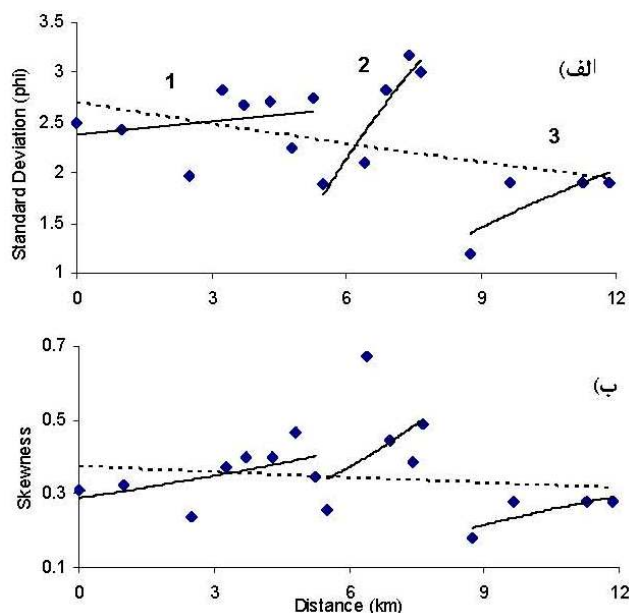 3.5
3
2.5
2
1.5
1
Standard Deviation (phi)
1
2
3
الف)
0 3 6 9 12
0.7
0.5
0.3
0.1
Skewness
ب)
0 3 6 9 12
Distance (km)